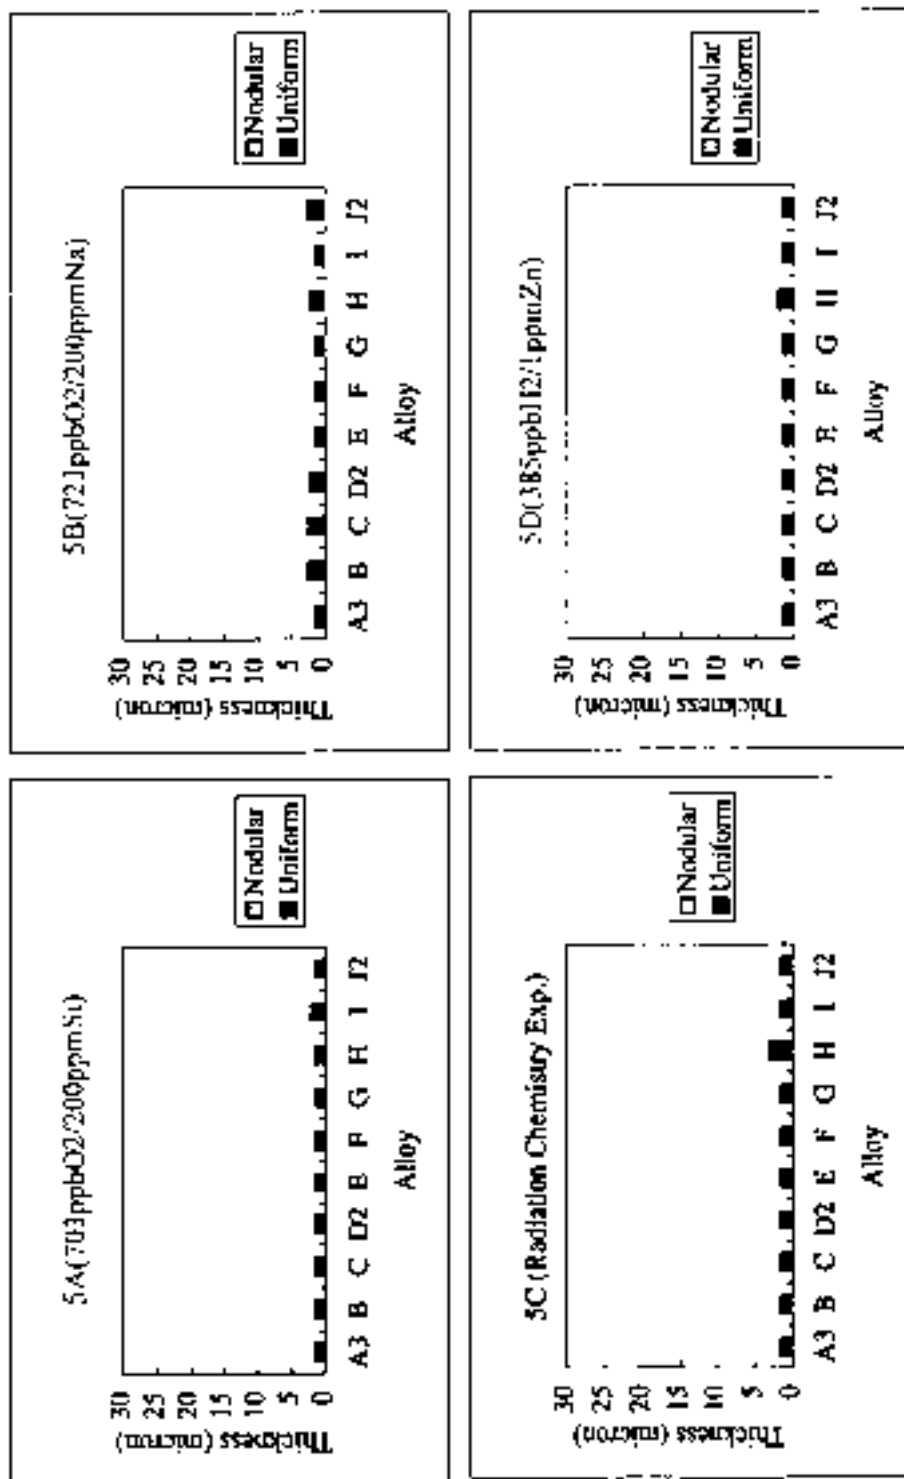 5A(703ppbO2/200ppmSi)
Thickness (micron)
30
25
20
15
10
5
0
A3 B C D2 E F G H I J2
Alloy
Nodular
Uniform
5B(721ppbO2/200ppmNa)
Thickness (micron)
30
25
20
15
10
5
0
A3 B C D2 E F G H I J2
Alloy
Nodular
Uniform
5C (Radiation Chemistry Exp.)
Thickness (micron)
30
25
20
15
10
5
0
A3 B C D2 E F G H I J2
Alloy
Nodular
Uniform
5D(385ppbH2/1ppmZn)
Thickness (micron)
30
25
20
15
10
5
0
A3 B C D2 E F G H I J2
Alloy
Nodular
Uniform